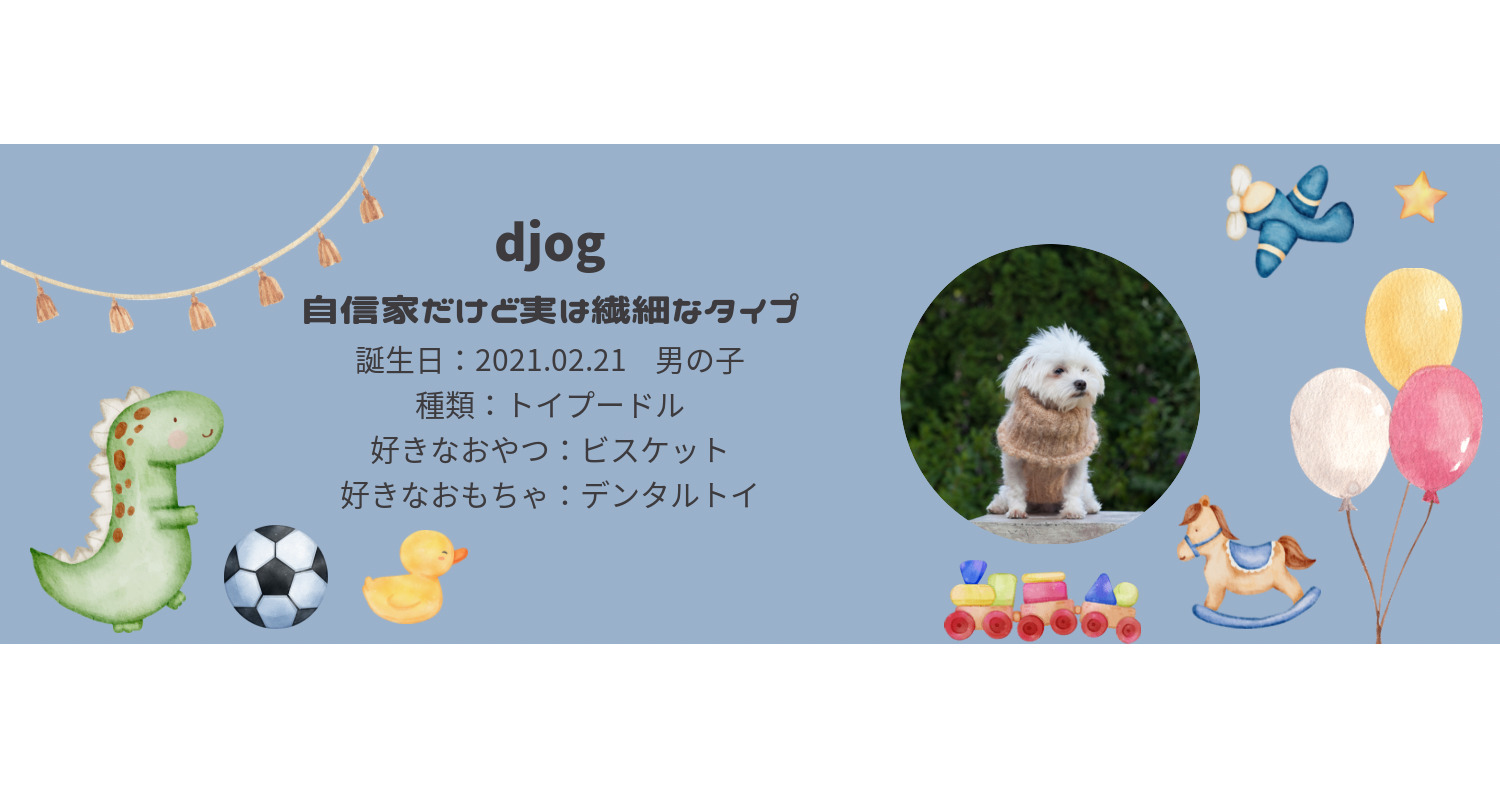 djog
自信家だけど実は繊細なタイプ
誕生日：2021.02.21　男の子
種類：トイプードル
好きなおやつ：ビスケット
好きなおもちゃ：デンタルトイ